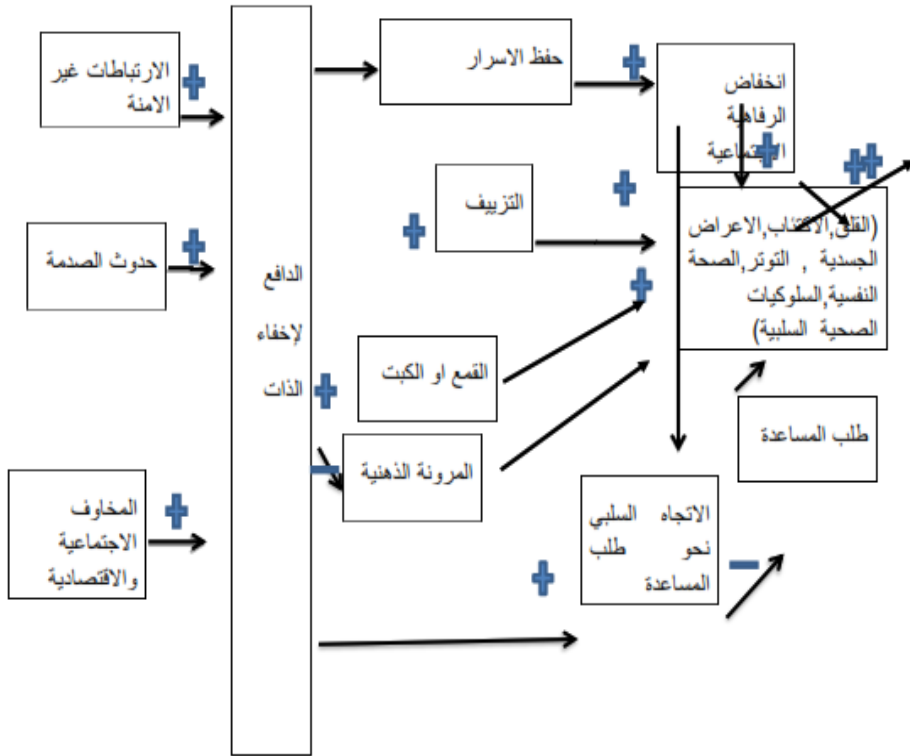 الارتباطات غير
الامنة
حدوث الصدمة
المخاوف
الاجتماعية
والاقتصادية
الدافع
لإخفاء
الذات
حفظ الاسرار
التزييف
القمع او الكبت
المرونة الذهنية
انخفاض
الرفاهية
الاجتماعية
(القلق,الاكتئاب,الاعراض
الجسدية , التوتر,الصحة
النفسية,السلوكيات
الصحية السلبية)
طلب المساعدة
الاتجاه السلبي
نحو طلب
المساعدة